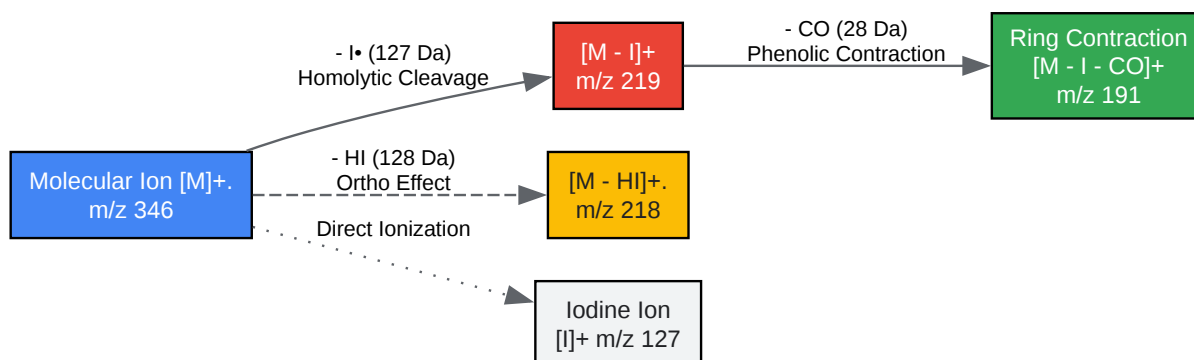 - I• (127 Da)
Homolytic Cleavage
[M - I]+
m/z 219
- CO (28 Da)
Phenolic Contraction
Ring Contraction
[M - I - CO]+
m/z 191
Molecular Ion [M]+.
m/z 346
- HI (128 Da)
Ortho Effect
[M - HI]+.
m/z 218
Direct Ionization
Iodine Ion
[I]+ m/z 127